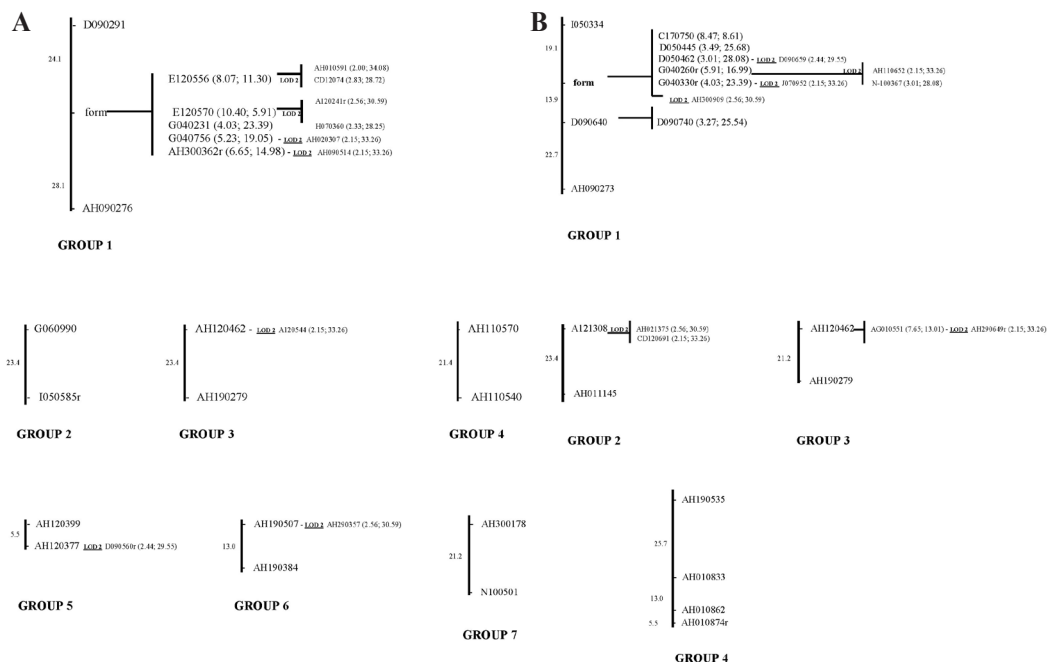 A
D090291
24.1
form
28.1
AH090276
E120556 (8.07; 11.30)
LOD 2
AH010591 (2.00; 34.08)
CD12074 (2.83; 28.72)
E120570 (10.40; 5.91)
LOD 2
A120241r (2.56; 30.59)
H070360 (2.33; 28.25)
G040231 (4.03; 23.39)
G040756 (5.23; 19.05) - LOD 2 AH020307 (2.15; 33.26)
AH300362r (6.65; 14.98) - LOD 2 AH090514 (2.15; 33.26)
GROUP 1
B
I050334
19.1
form
13.9
D090640
22.7
AH090273
C170750 (8.47; 8.61)
D050445 (3.49; 25.68)
D050462 (3.01; 28.08) - LOD 2 D090659 (2.44; 29.55)
G040260r (5.91; 16.99)
LOD 2
AH110652 (2.15; 33.26)
N-100367 (3.01; 28.08)
G040330r (4.03; 23.39) - LOD 2 J070952 (2.15; 33.26)
LOD 2 AH300909 (2.56; 30.59)
D090740 (3.27; 25.54)
GROUP 1
G060990
23.4
I050585r
GROUP 2
AH120462 - LOD 2 A120544 (2.15; 33.26)
23.4
AH190279
GROUP 3
AH110570
21.4
AH110540
GROUP 4
A121308 LOD 2
AH021375 (2.56; 30.59)
CD120691 (2.15; 33.26)
23.4
AH011145
GROUP 2
AH120462
AG010551 (7.65; 13.01) - LOD 2 AH290649r (2.15; 33.26)
21.2
AH190279
GROUP 3
AH120399
5.5
AH120377 LOD 2 D090560r (2.44; 29.55)
GROUP 5
AH190507 - LOD 2 AH290357 (2.56; 30.59)
13.0
AH190384
GROUP 6
AH300178
21.2
N100501
GROUP 7
AH190535
25.7
AH010833
13.0
AH010862
5.5
AH010874r
GROUP 4